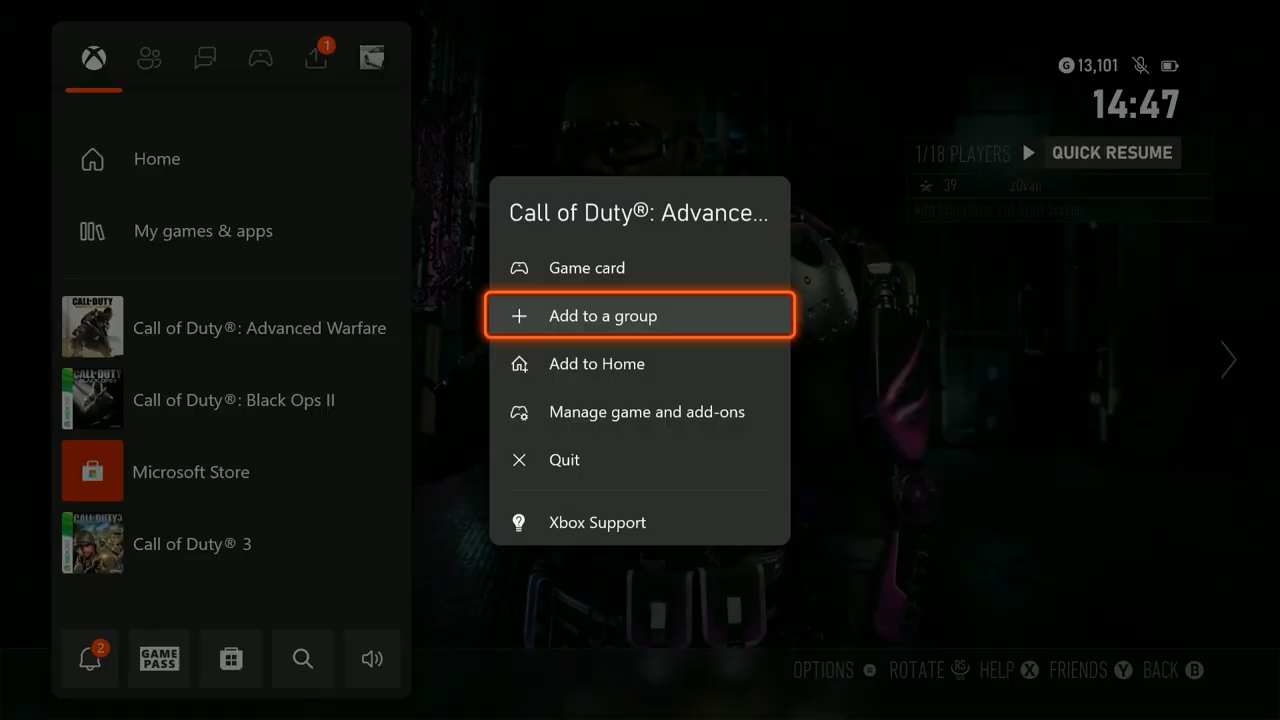 1
Home
My games & apps
Call of Duty®: Advanced Warfare
Call of Duty®: Black Ops II
Microsoft Store
Call of Duty® 3
2
GAME PASS
Call of Duty®: Advance...
Game card
Add to a group
Add to Home
Manage game and add-ons
Quit
Xbox Support
G 13,101
14:47
1/18 PLAYERS QUICK RESUME
39 z0van
OPTIONS ROTATE RS HELP X FRIENDS Y BACK B